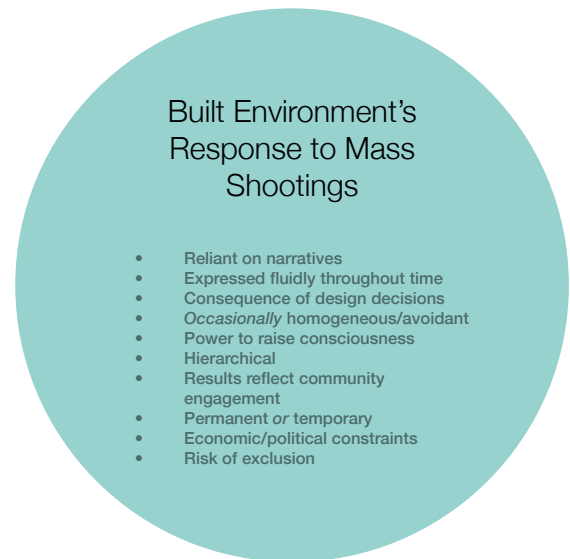 Built Environment's
Response to Mass
Shootings
• Reliant on narratives
• Expressed fluidly throughout time
• Consequence of design decisions
• Occasionally homogeneous/avoidant
• Power to raise consciousness
• Hierarchical
• Results reflect community
engagement
• Permanent or temporary
• Economic/political constraints
• Risk of exclusion